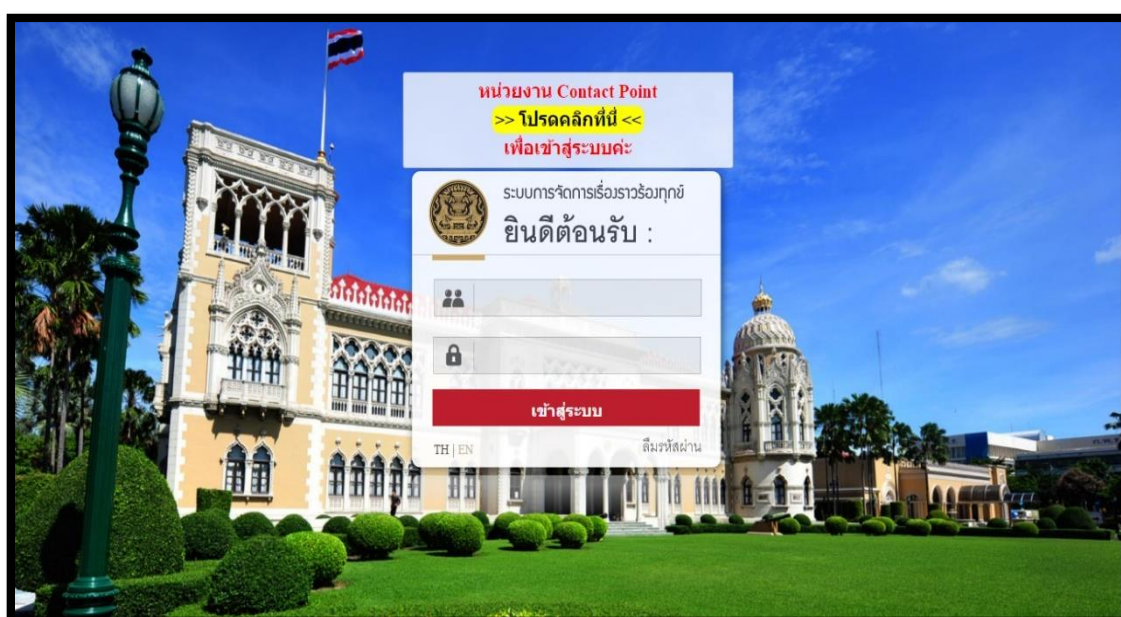 หน่วยงาน Contact Point
>> โปรดคลิกที่นี่ <<
เพื่อเข้าสู่ระบบค่ะ
ระบบการจัดการเรื่องราวร้องทุกข์
ยินดีต้อนรับ :
เข้าสู่ระบบ
TH | EN
ลืมรหัสผ่าน